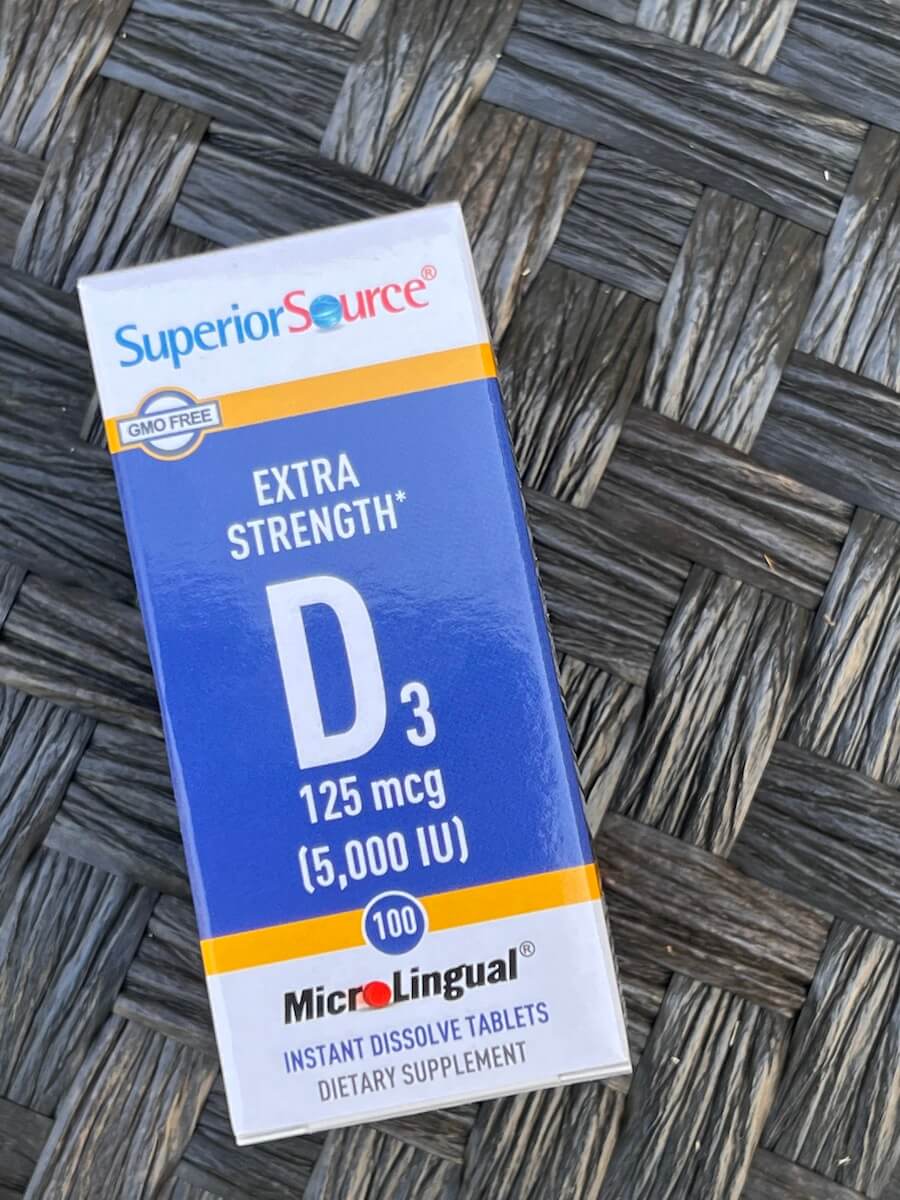 SuperiorSource®
GMO FREE
EXTRA
STRENGTH*
D3
125 mcg
(5,000 IU)
100
MicroLingual®
INSTANT DISSOLVE TABLETS
DIETARY SUPPLEMENT